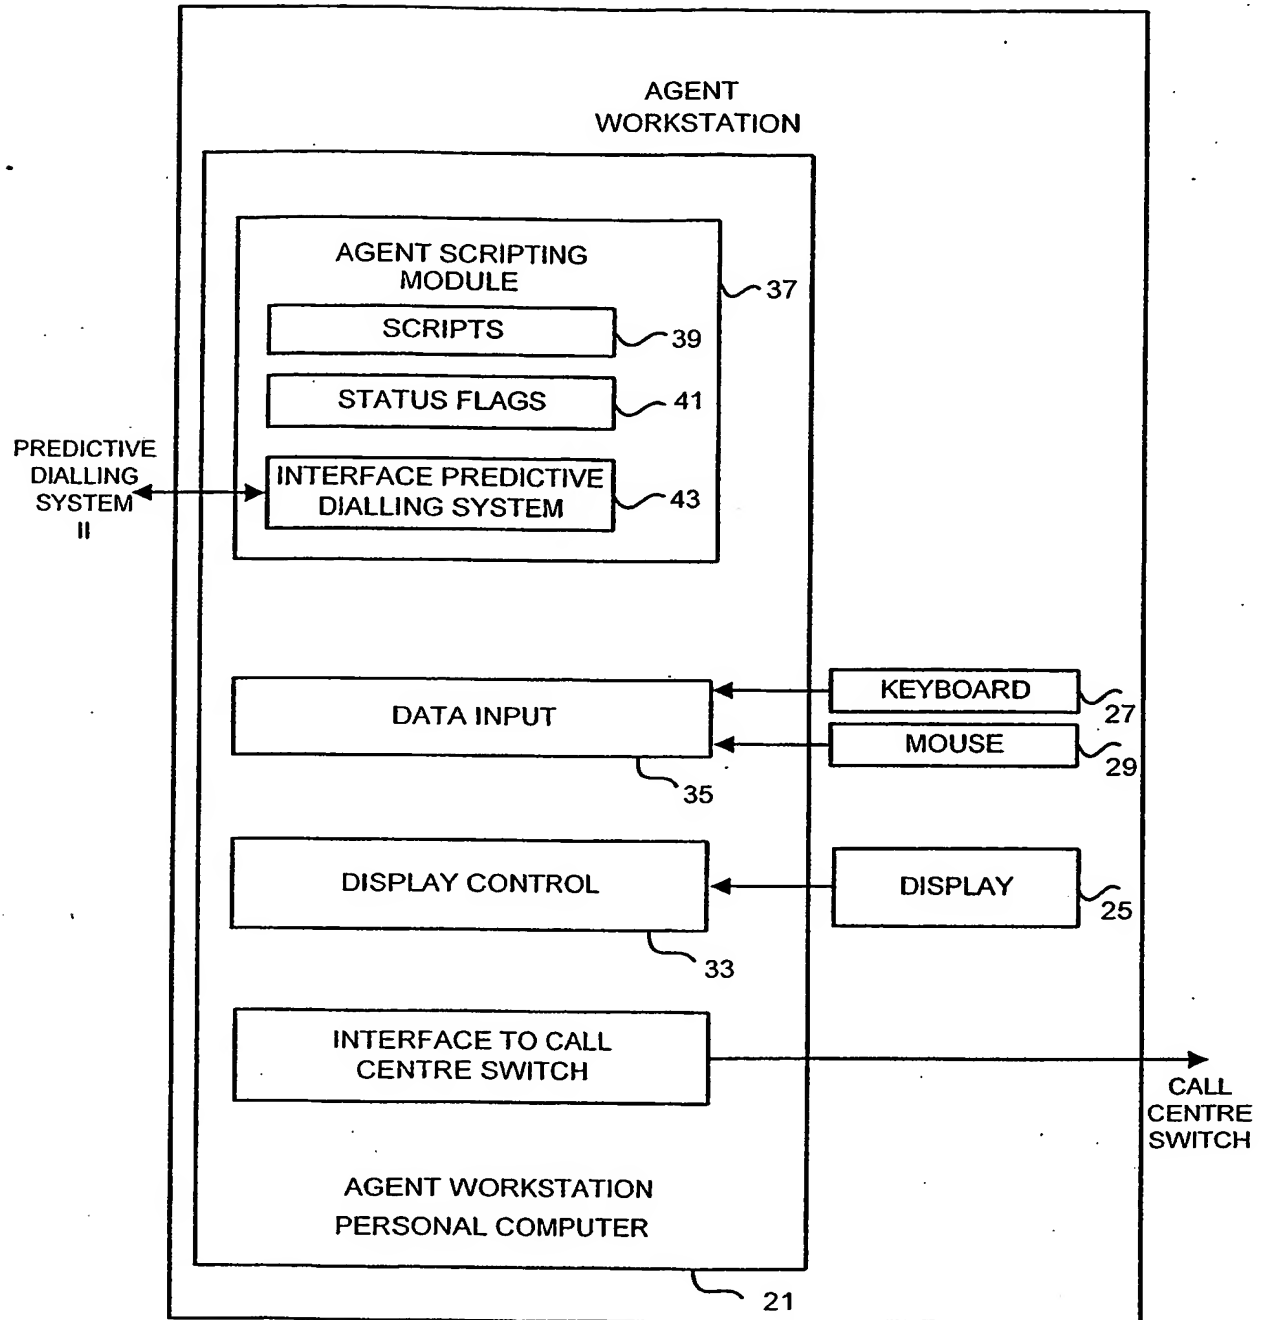 AGENT
WORKSTATION
AGENT SCRIPTING
MODULE
37
SCRIPTS
39
STATUS FLAGS
41
PREDICTIVE
DIALLING
SYSTEM
II
INTERFACE PREDICTIVE
DIALLING SYSTEM
43
KEYBOARD
27
DATA INPUT
MOUSE
29
35
DISPLAY CONTROL
DISPLAY
25
33
INTERFACE TO CALL
CENTRE SWITCH
CALL
CENTRE
SWITCH
AGENT WORKSTATION
PERSONAL COMPUTER
21